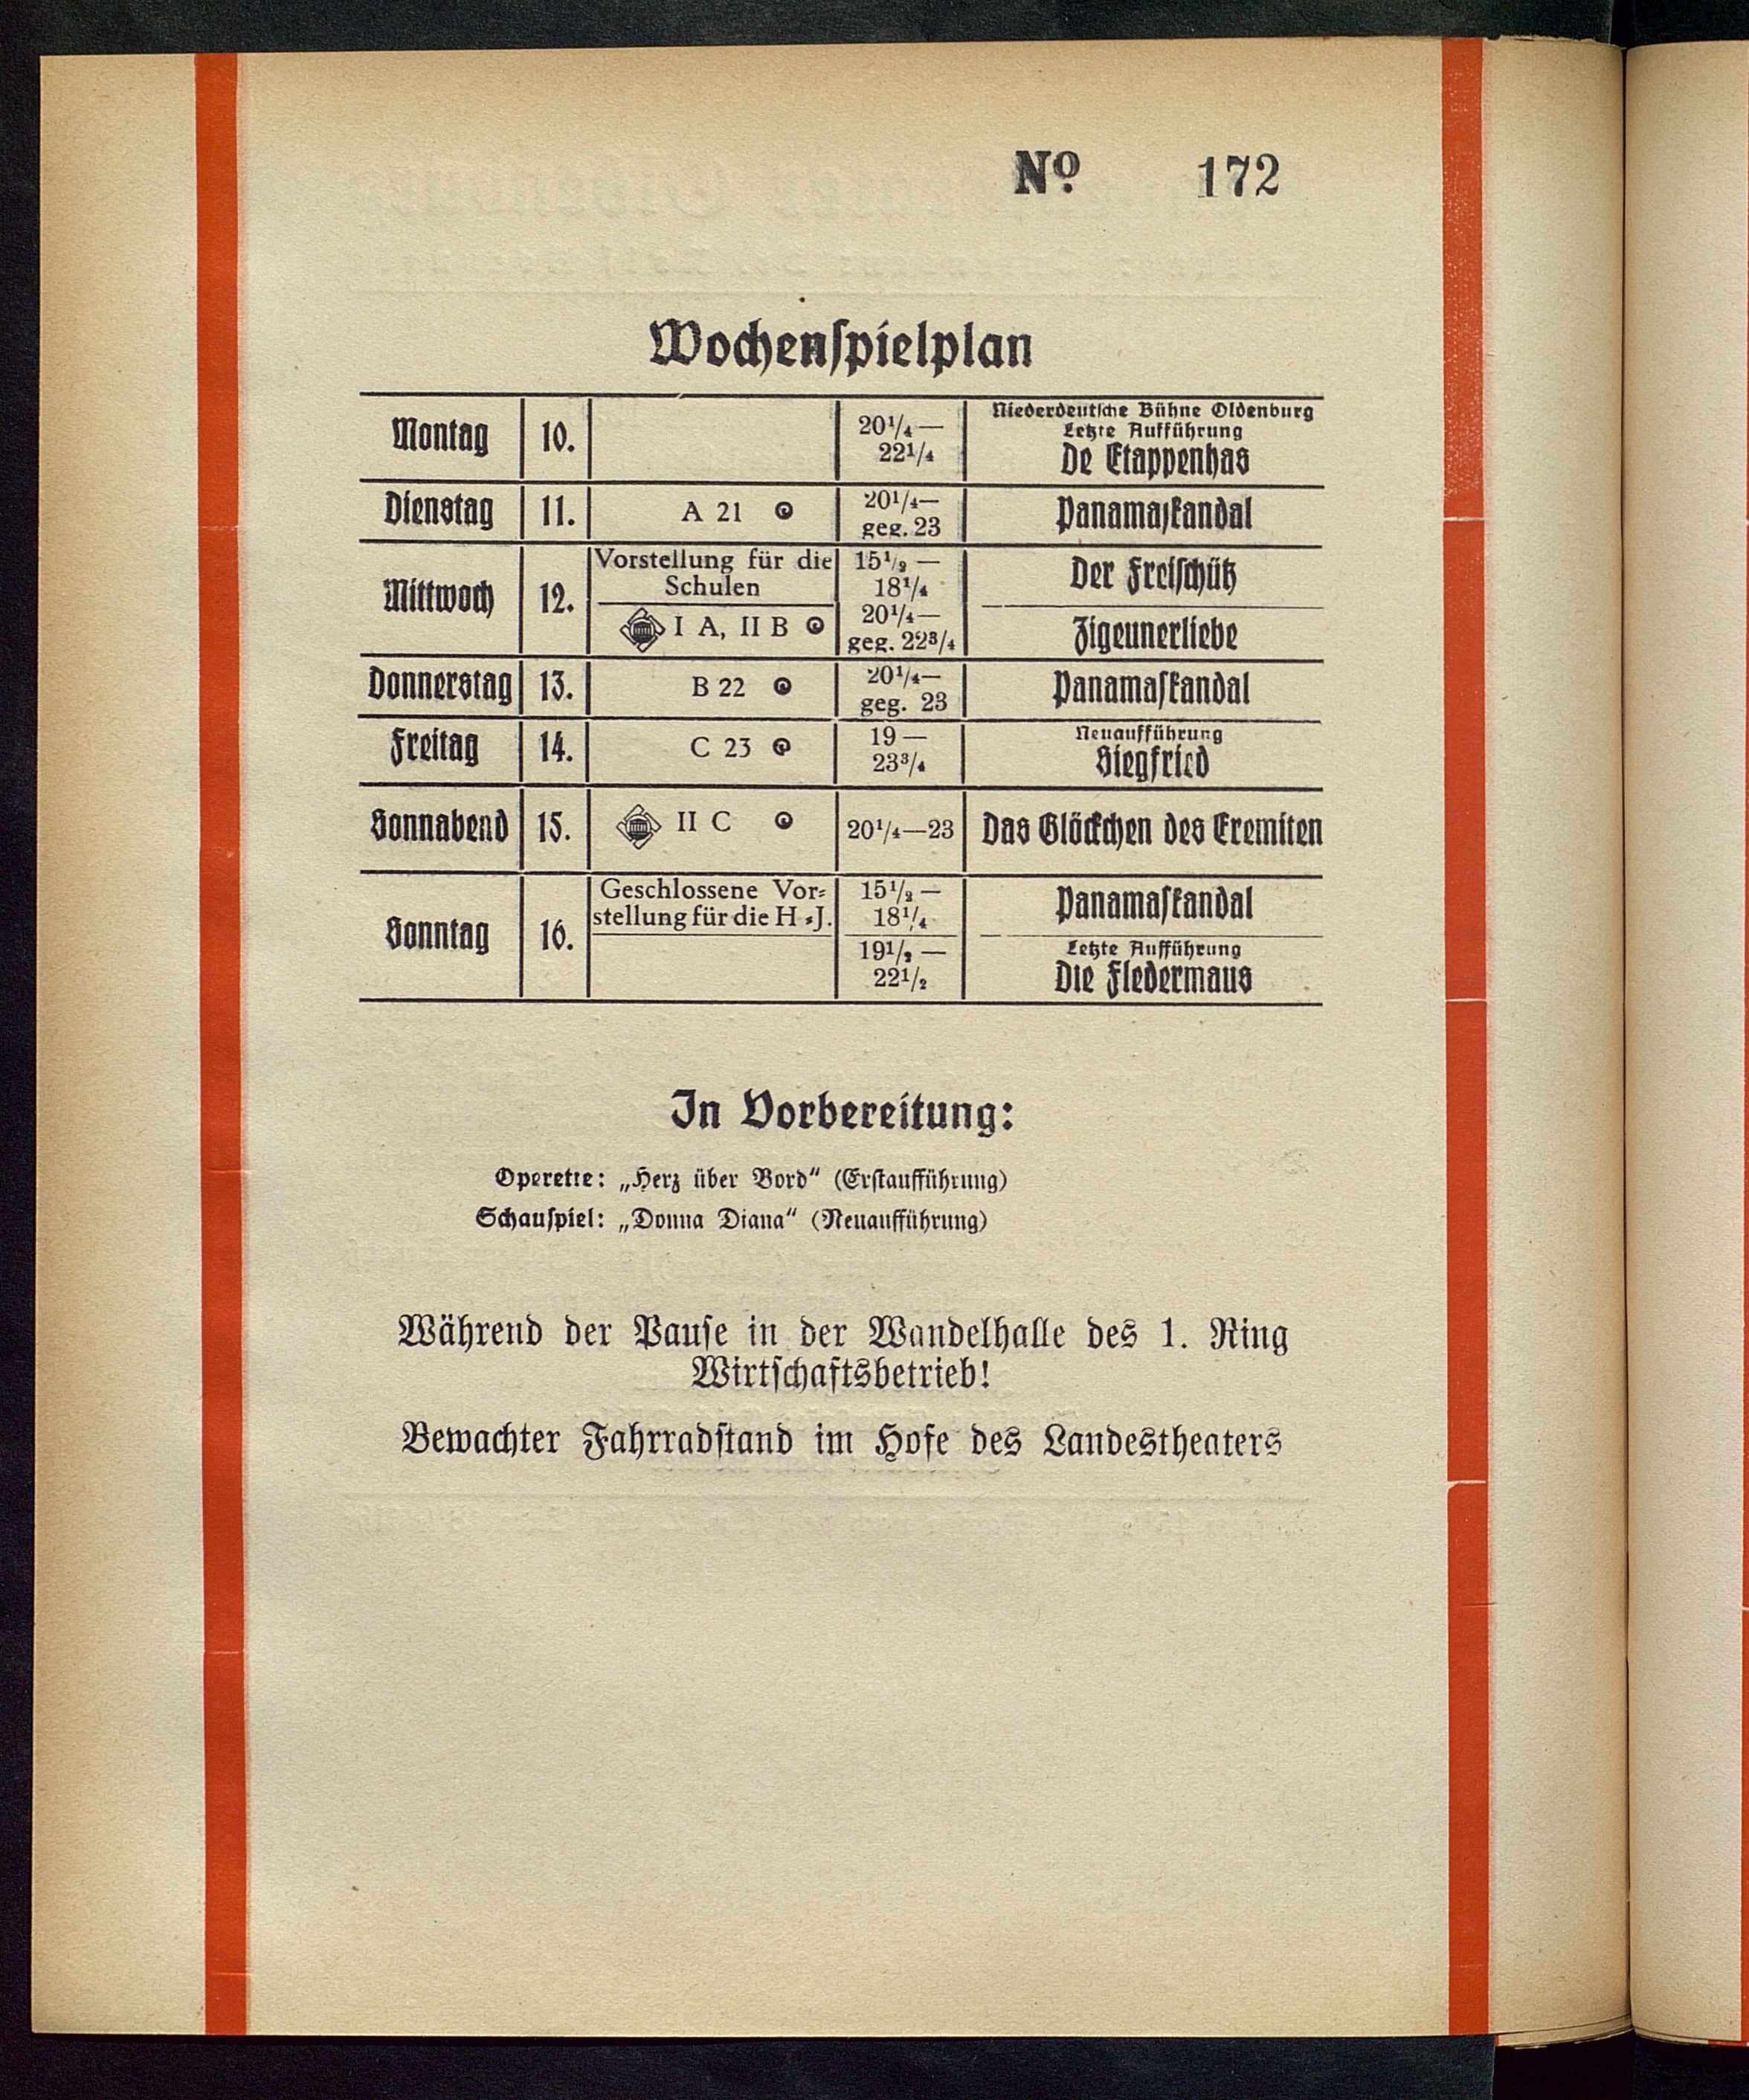 Nº 172
Wochenspielplan
Montag 10. 20¹/₄— 22¹/₄ Niederdeutsche Bühne Oldenburg
Letzte Aufführung
De Etappenhas
Dienstag 11. A 21 20¹/₄— geg. 23 Panamaskandal
Mittwoch 12. Vorstellung für die Schulen 15¹/₂— 18¹/₄ Der Freischütz
I A, II B 20¹/₄— geg. 22³/₄ Zigeunerliebe
Donnerstag 13. B 22 20¹/₄— geg. 23 Panamaskandal
Freitag 14. C 23 19— 23³/₄ Neuaufführung
Siegfried
Sonnabend 15. II C 20¹/₄—23 Das Glöckchen des Eremiten
Sonntag 16. Geschlossene Vor-
stellung für die H-J. 15¹/₂— 18¹/₄ Panamaskandal
19¹/₂— 22¹/₂ Letzte Aufführung
Die Fledermaus
In Vorbereitung:
Operette: „Herz über Bord“ (Erstaufführung)
Schauspiel: „Donna Diana“ (Neuaufführung)
Während der Pause in der Wandelhalle des 1. Ring
Wirtschaftsbetrieb!
Bewachter Fahrradstand im Hofe des Landestheaters